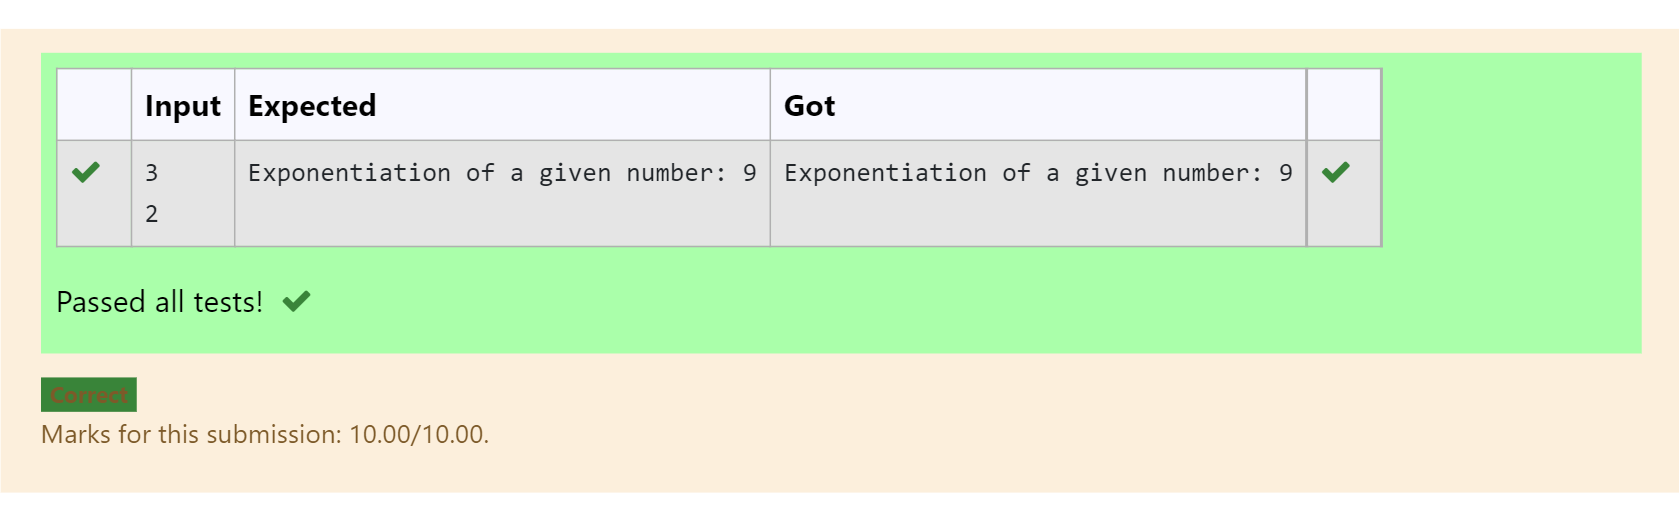 Input Expected Got
3 Exponentiation of a given number: 9 Exponentiation of a given number: 9
2
Passed all tests!
Correct
Marks for this submission: 10.00/10.00.